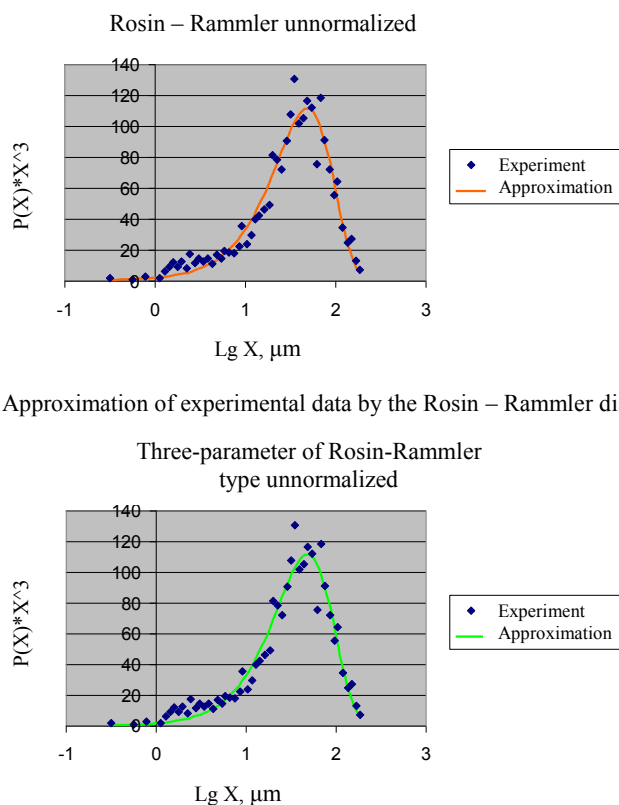 Rosin – Rammler unnormalized
140
120
100
80
60
40
20
0
P(X)*X^3
-1 0 1 2 3
Lg X, μm
Experiment
Approximation
Approximation of experimental data by the Rosin – Rammler di
Three-parameter of Rosin-Rammler
type unnormalized
140
120
100
80
60
40
20
0
P(X)*X^3
-1 0 1 2 3
Lg X, μm
Experiment
Approximation